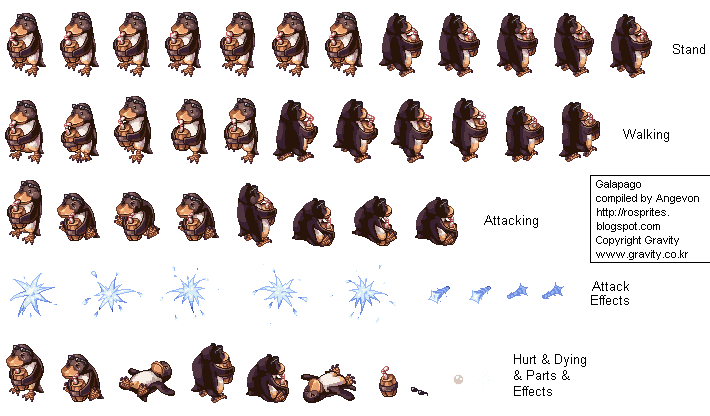 Stand
Walking
Galapago
compiled by Angevon
http://rosprites.
blogspot.com
Copyright Gravity
www.gravity.co.kr
Attacking
Attack
Effects
Hurt & Dying
& Parts &
Effects